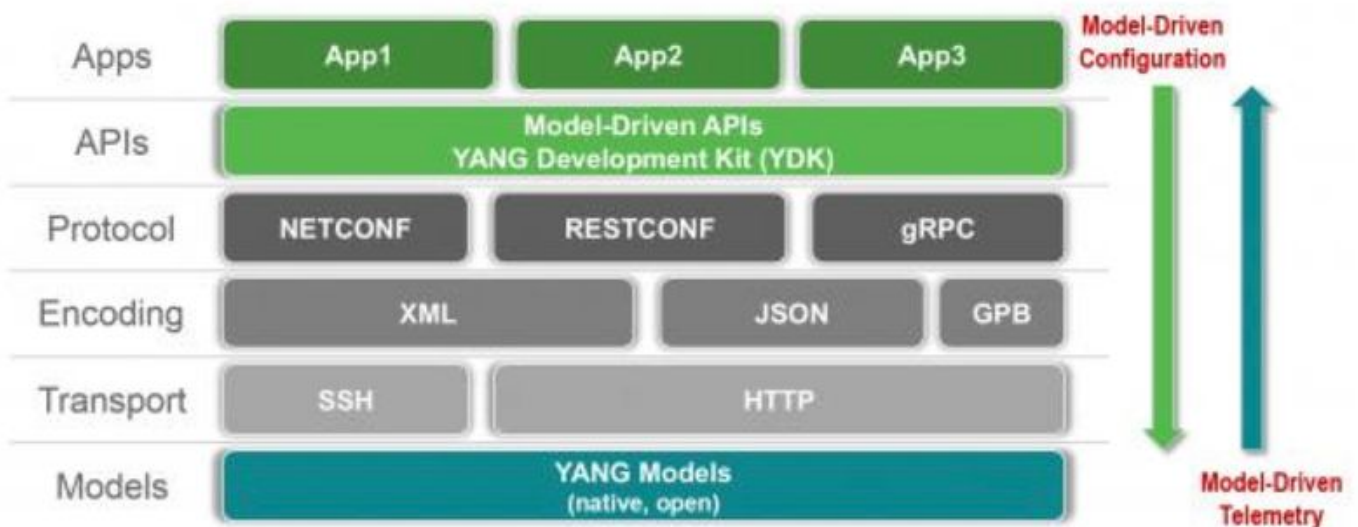 Apps
App1
App2
App3
Model-Driven
Configuration
APIs
Model-Driven APIs
YANG Development Kit (YDK)
Protocol
NETCONF
RESTCONF
gRPC
Encoding
XML
JSON
GPB
Transport
SSH
HTTP
Models
YANG Models
(native, open)
Model-Driven
Telemetry